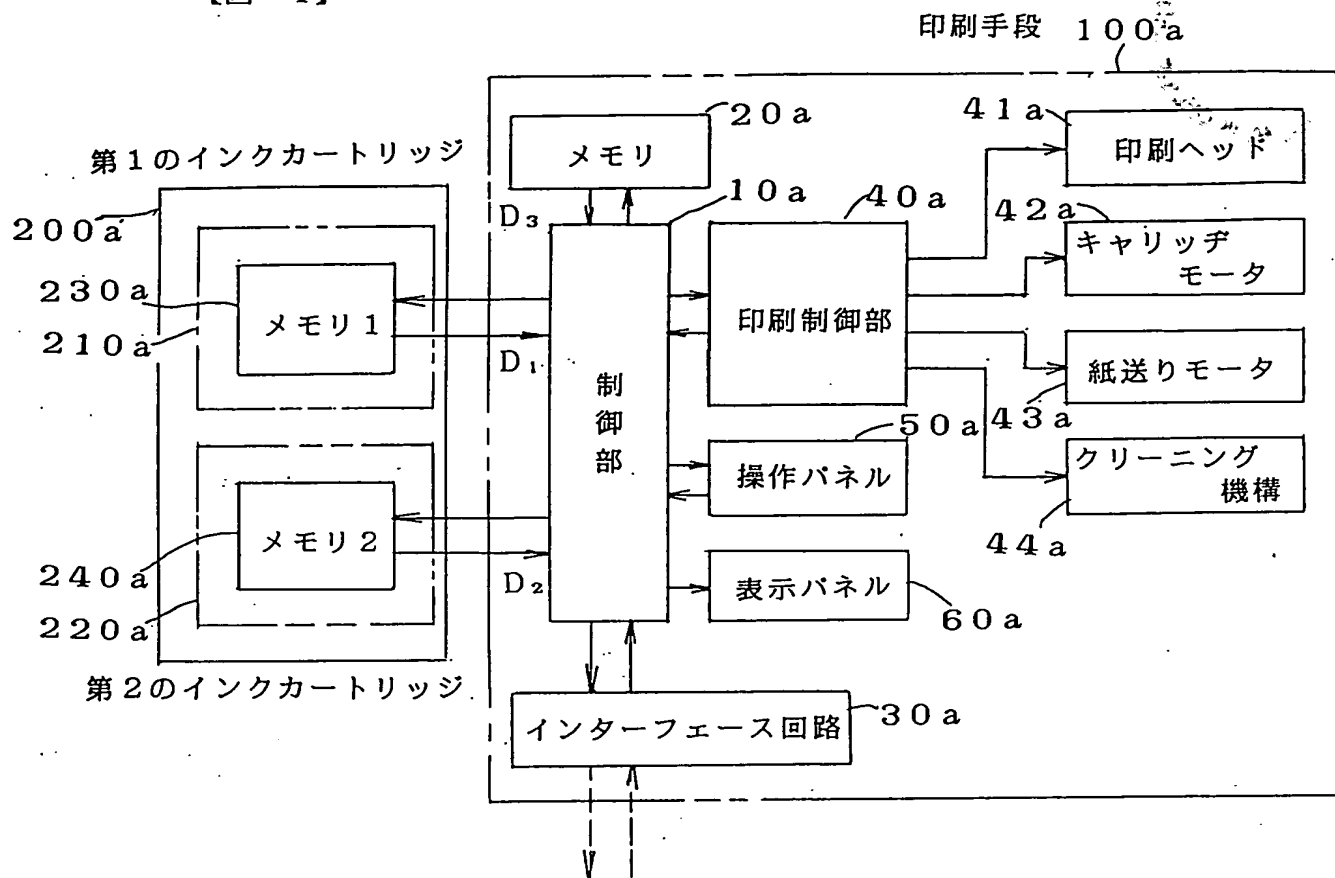 印刷手段 100a
20a
メモリ
41a
印刷ヘッド
第1のインクカートリッジ
200a
D₃
10a
40a
42a
キャリッヂ
モータ
230a
メモリ1
210a
D₁
制御部
印刷制御部
紙送りモータ
43a
50a
操作パネル
クリーニング
機構
44a
メモリ2
240a
220a
D₂
表示パネル
60a
第2のインクカートリッジ
インターフェース回路
30a